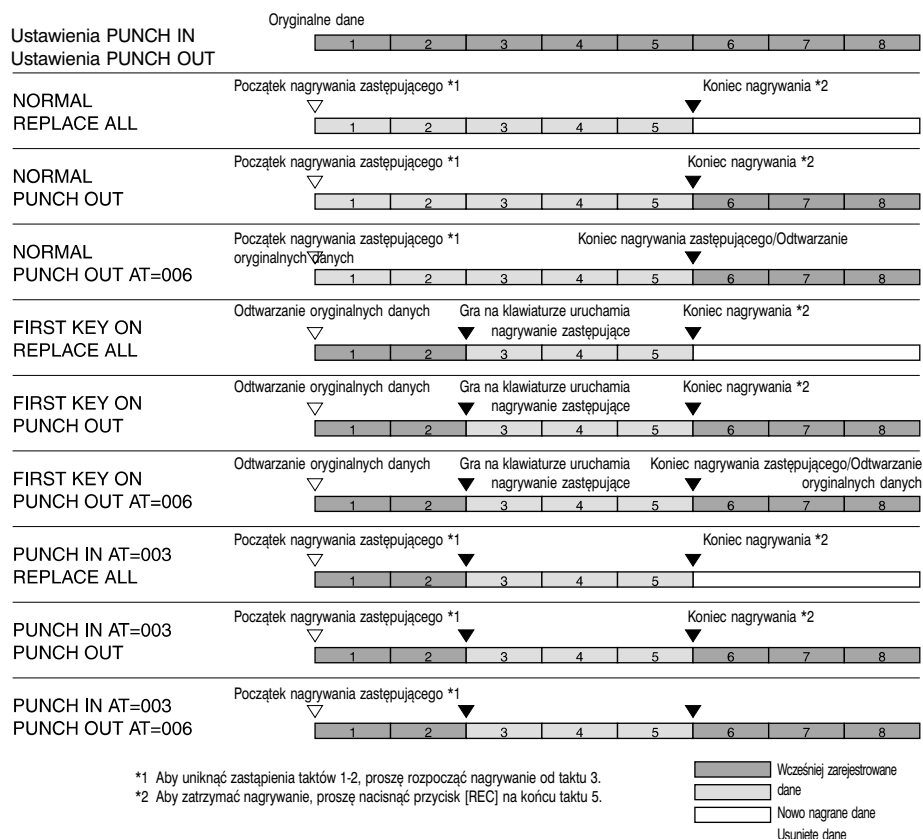 Oryginalne dane
Ustawienia PUNCH IN
Ustawienia PUNCH OUT
1 2 3 4 5 6 7 8
Początek nagrywania zastępującego *1
Koniec nagrywania *2
NORMAL
REPLACE ALL
1 2 3 4 5
Początek nagrywania zastępującego *1
Koniec nagrywania *2
NORMAL
PUNCH OUT
1 2 3 4 5 6 7 8
Początek nagrywania zastępującego *1
Koniec nagrywania zastępującego/Odtwarzanie
oryginalnych danych
NORMAL
PUNCH OUT AT=006
1 2 3 4 5 6 7 8
Odtwarzanie oryginalnych danych
Gra na klawiaturze uruchamia
nagrywanie zastępujące
Koniec nagrywania *2
FIRST KEY ON
REPLACE ALL
1 2 3 4 5
Odtwarzanie oryginalnych danych
Gra na klawiaturze uruchamia
nagrywanie zastępujące
Koniec nagrywania *2
FIRST KEY ON
PUNCH OUT
1 2 3 4 5 6 7 8
Odtwarzanie oryginalnych danych
Gra na klawiaturze uruchamia
nagrywanie zastępujące
Koniec nagrywania zastępującego/Odtwarzanie
oryginalnych danych
FIRST KEY ON
PUNCH OUT AT=006
1 2 3 4 5 6 7 8
Początek nagrywania zastępującego *1
Koniec nagrywania *2
PUNCH IN AT=003
REPLACE ALL
1 2 3 4 5
Początek nagrywania zastępującego *1
Koniec nagrywania *2
PUNCH IN AT=003
PUNCH OUT
1 2 3 4 5 6 7 8
Początek nagrywania zastępującego *1
PUNCH IN AT=003
PUNCH OUT AT=006
1 2 3 4 5 6 7 8
*1 Aby uniknąć zastąpienia taktów 1-2, proszę rozpocząć nagrywanie od taktu 3.
*2 Aby zatrzymać nagrywanie, proszę nacisnąć przycisk [REC] na końcu taktu 5.
Wcześniej zarejestrowane
dane
Nowo nagrane dane
Usunięte dane